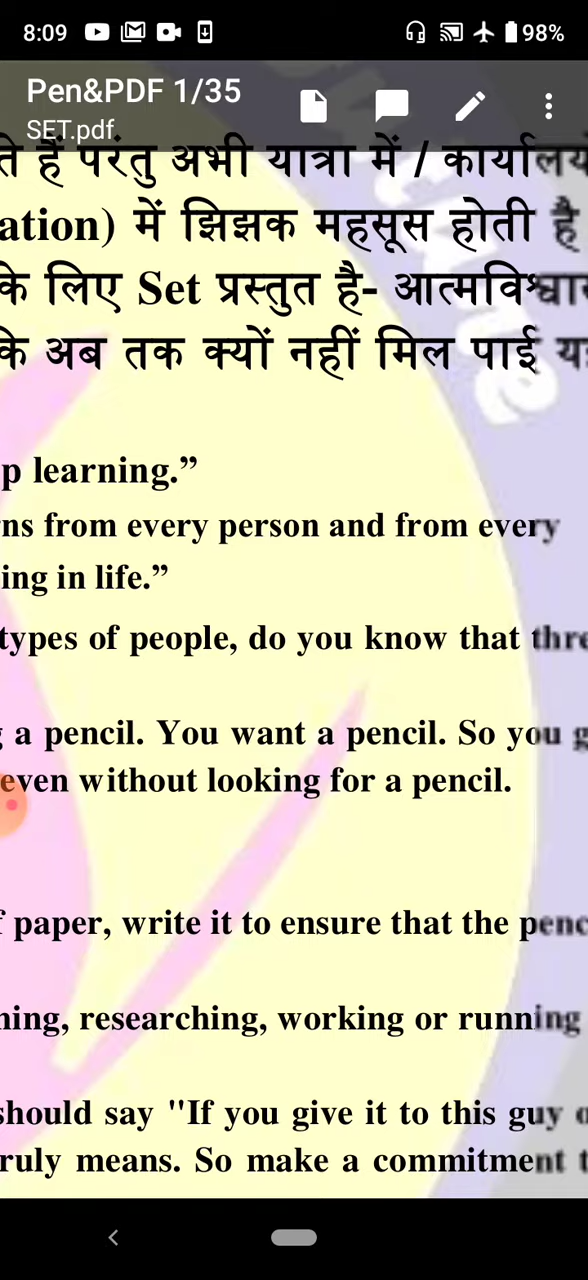 8:09 98%
Pen&PDF 1/35
SET.pdf
ते हैं परंतु अभी यात्रा में / कार्यालय
ation) में झिझक महसूस होती है
के लिए Set प्रस्तुत है- आत्मविश्वा
कि अब तक क्यों नहीं मिल पाई
p learning.”
ns from every person and from every
ing in life.”
types of people, do you know that thre
g a pencil. You want a pencil. So you g
even without looking for a pencil.
f paper, write it to ensure that the penc
ning, researching, working or running
should say "If you give it to this guy o
ruly means. So make a commitment t